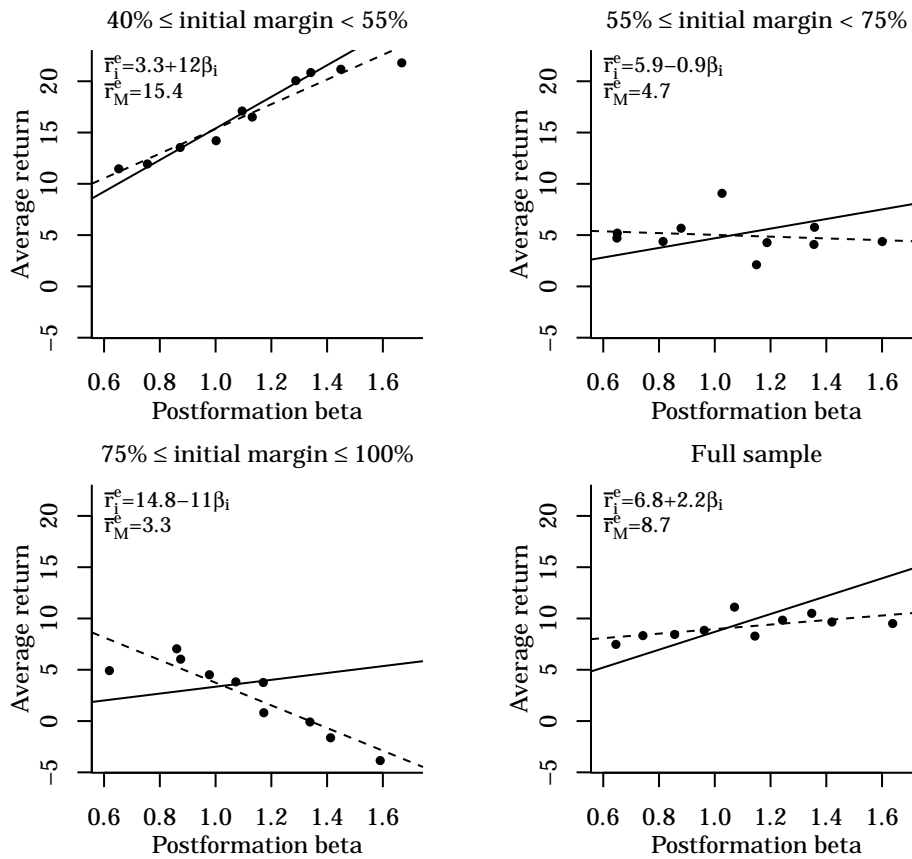 40% ≤ initial margin < 55%
r̄ᵢᵉ=3.3+12βᵢ
r̄_Mᵉ=15.4
Average return
−5 0 5 10 15 20
0.6 0.8 1.0 1.2 1.4 1.6
Postformation beta
55% ≤ initial margin < 75%
r̄ᵢᵉ=5.9−0.9βᵢ
r̄_Mᵉ=4.7
Average return
−5 0 5 10 15 20
0.6 0.8 1.0 1.2 1.4 1.6
Postformation beta
75% ≤ initial margin ≤ 100%
r̄ᵢᵉ=14.8−11βᵢ
r̄_Mᵉ=3.3
Average return
−5 0 5 10 15 20
0.6 0.8 1.0 1.2 1.4 1.6
Postformation beta
Full sample
r̄ᵢᵉ=6.8+2.2βᵢ
r̄_Mᵉ=8.7
Average return
−5 0 5 10 15 20
0.6 0.8 1.0 1.2 1.4 1.6
Postformation beta